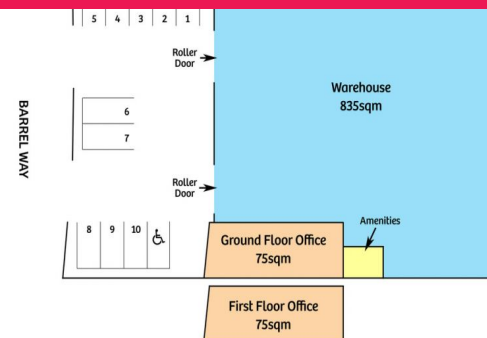 5 4 3 2 1
Roller
Door
Warehouse
835sqm
BARREL WAY
6
7
Roller
Door
Amenities
8 9 10
Ground Floor Office
75sqm
First Floor Office
75sqm